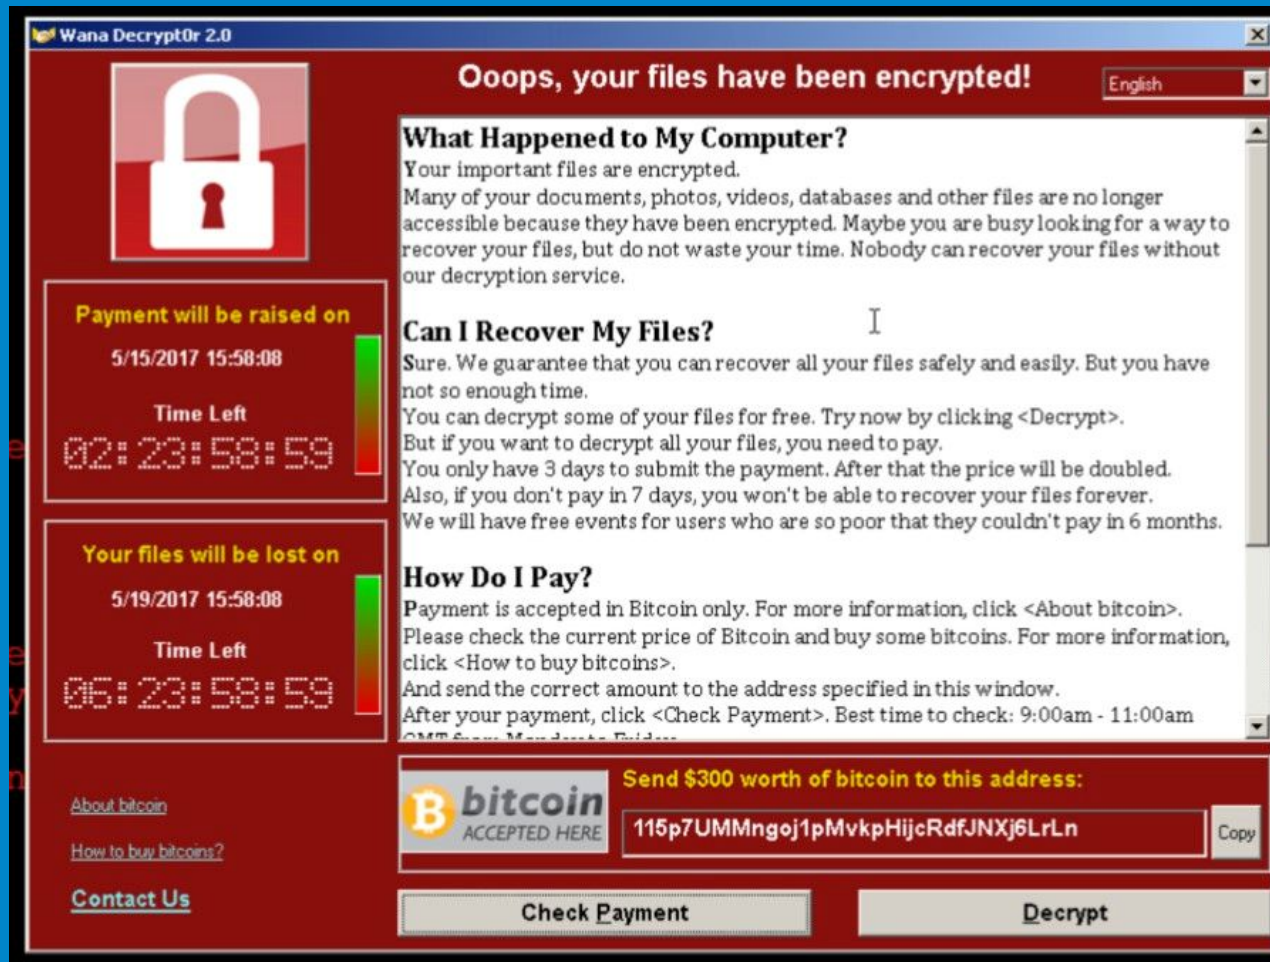 Wana Decrypt0r 2.0
Ooops, your files have been encrypted!
English
Payment will be raised on
5/15/2017 15:58:08
Time Left
02:23:58:59
Your files will be lost on
5/19/2017 15:58:08
Time Left
06:23:58:59
About bitcoin
How to buy bitcoins?
Contact Us
What Happened to My Computer?
Your important files are encrypted.
Many of your documents, photos, videos, databases and other files are no longer
accessible because they have been encrypted. Maybe you are busy looking for a way to
recover your files, but do not waste your time. Nobody can recover your files without
our decryption service.
Can I Recover My Files?
Sure. We guarantee that you can recover all your files safely and easily. But you have
not so enough time.
You can decrypt some of your files for free. Try now by clicking <Decrypt>.
But if you want to decrypt all your files, you need to pay.
You only have 3 days to submit the payment. After that the price will be doubled.
Also, if you don't pay in 7 days, you won't be able to recover your files forever.
We will have free events for users who are so poor that they couldn't pay in 6 months.
How Do I Pay?
Payment is accepted in Bitcoin only. For more information, click <About bitcoin>.
Please check the current price of Bitcoin and buy some bitcoins. For more information,
click <How to buy bitcoins>.
And send the correct amount to the address specified in this window.
After your payment, click <Check Payment>. Best time to check: 9:00am - 11:00am
bitcoin
ACCEPTED HERE
Send $300 worth of bitcoin to this address:
115p7UMMngoj1pMvkpHijcRdfJNXj6LrLn
Copy
Check Payment
Decrypt